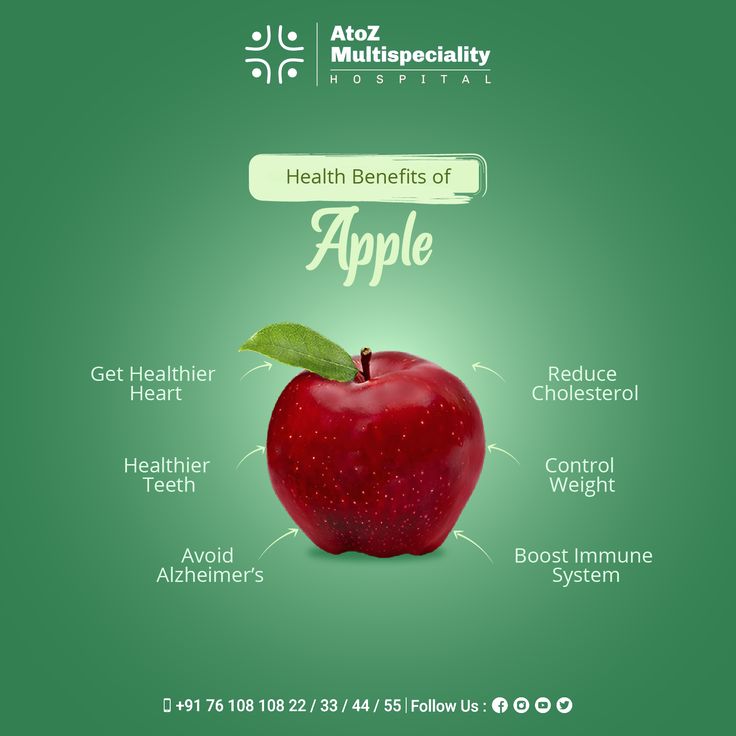 AtoZ
Multispeciality
HOSPITAL
Health Benefits of
Apple
Get Healthier
Heart
Reduce
Cholesterol
Healthier
Teeth
Control
Weight
Avoid
Alzheimer's
Boost Immune
System
+91 76 108 108 22 / 33 / 44 / 55 | Follow Us :